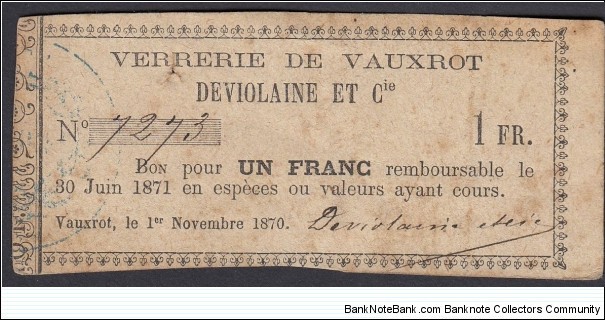 VERRERIE DE VAUXROT
DEVIOLAINE ET Cie
No 7273 1 FR.
BON pour UN FRANC remboursable le
30 Juin 1871 en espèces ou valeurs ayant cours.
Vauxrot, le 1er Novembre 1870. Deviolaine et Cie
BankNoteBase.com, BankNote Collectors Community